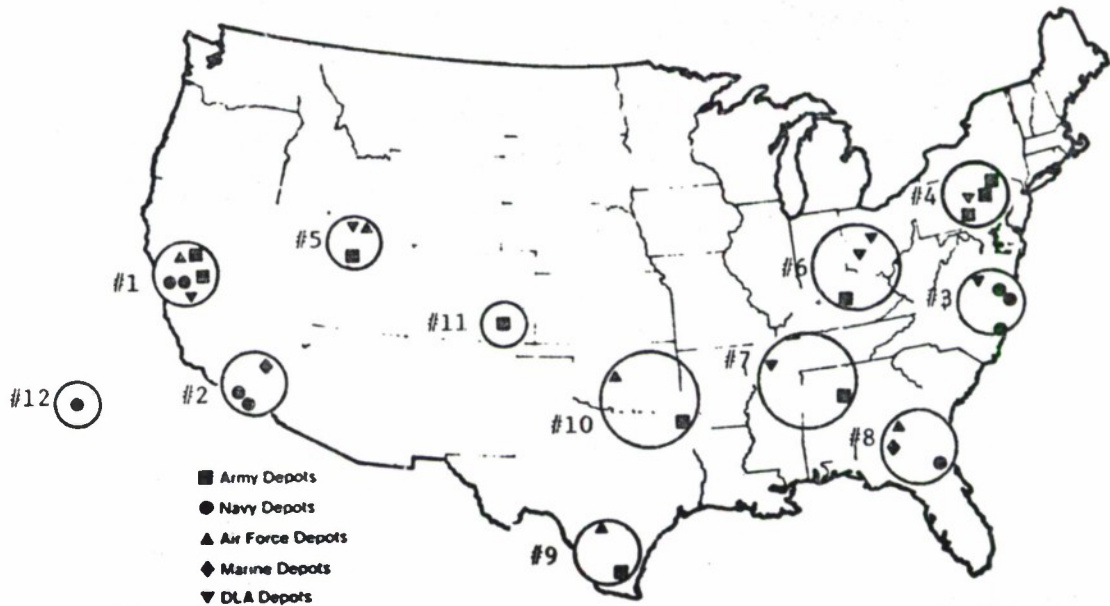 #4
#5
#6
#1
#3
#11
#7
#2
#12
#10
#8
#9
Army Depots
Navy Depots
Air Force Depots
Marine Depots
DLA Depots